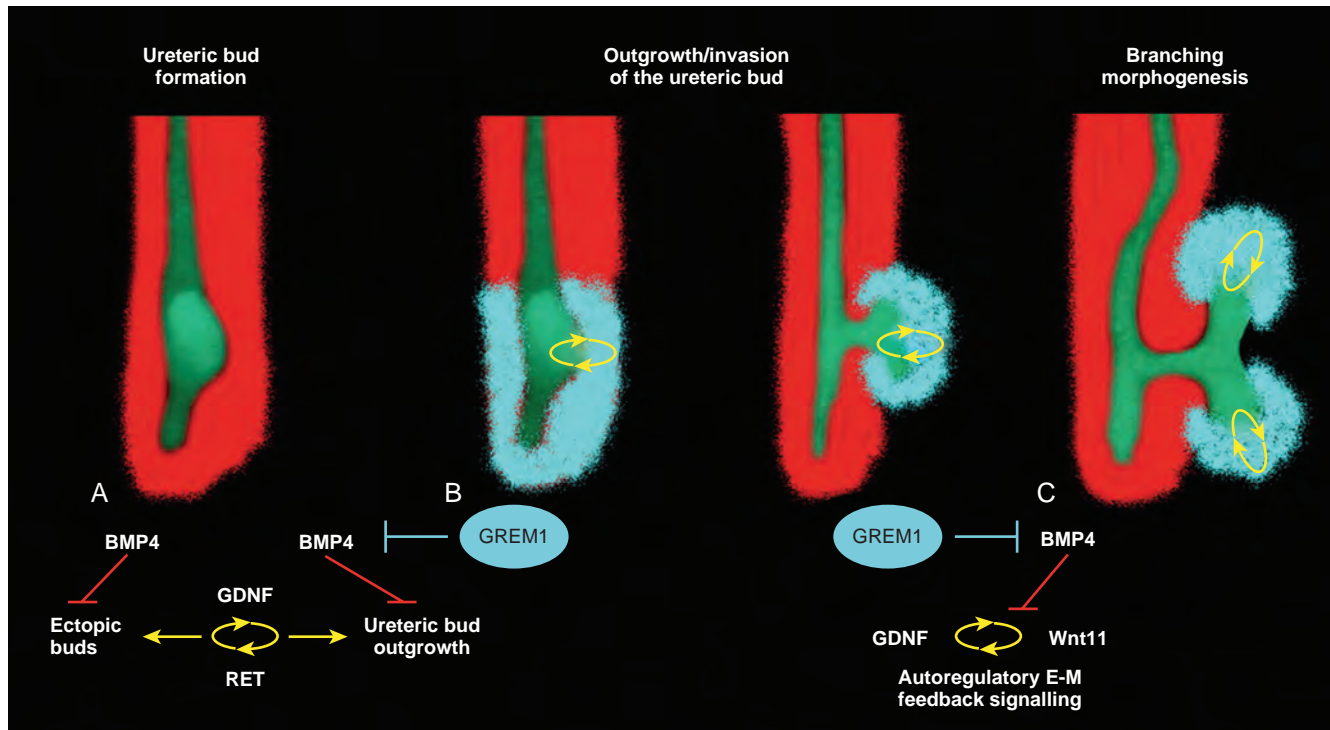 Ureteric bud
formation
Outgrowth/invasion
of the ureteric bud
Branching
morphogenesis
A
B
C
BMP4
BMP4
GREM1
GREM1
BMP4
GDNF
Ectopic
buds
Ureteric bud
outgrowth
RET
GDNF
Wnt11
Autoregulatory E-M
feedback signalling